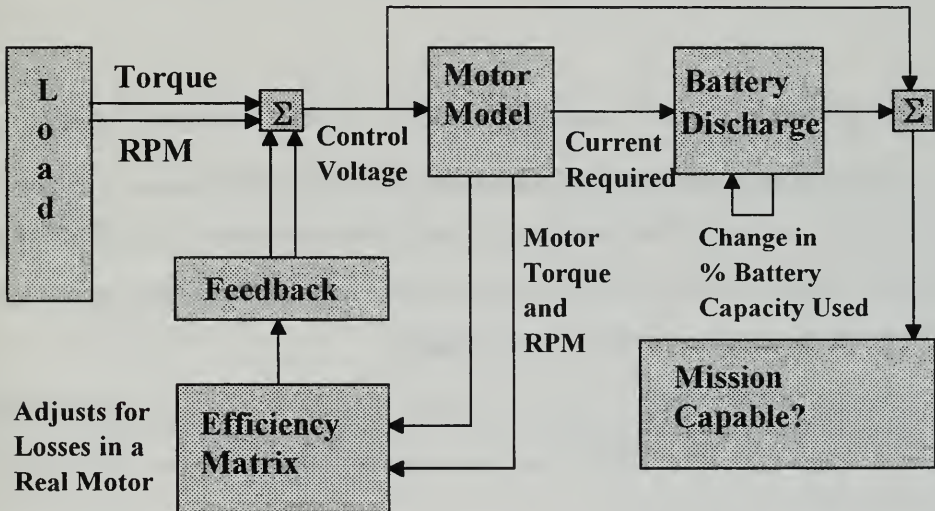 L
o
a
d
Torque
RPM
Σ
Control
Voltage
Motor
Model
Current
Required
Battery
Discharge
Σ
Feedback
Motor
Torque
and
RPM
Change in
% Battery
Capacity Used
Adjusts for
Losses in a
Real Motor
Efficiency
Matrix
Mission
Capable?